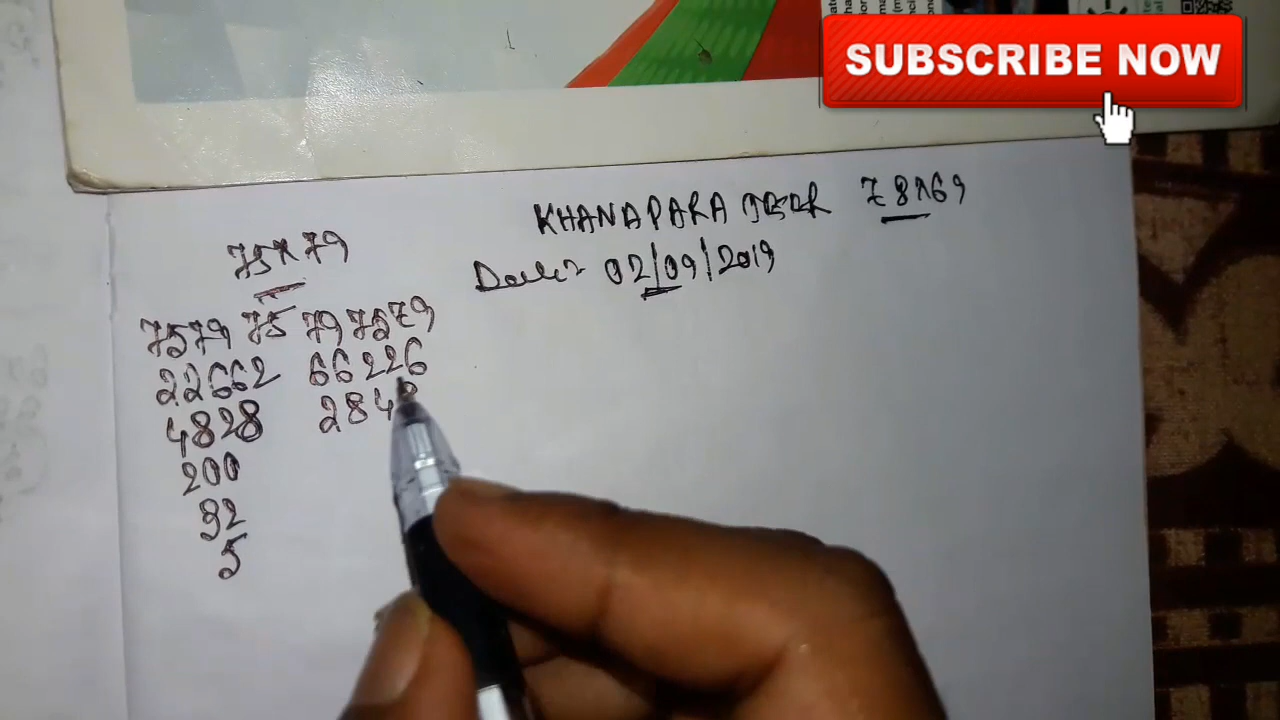 SUBSCRIBE NOW
KHANAPARA TEER 78x69
Date: 02/09/2019
75x79
7579 75 79 7579
22662 66226
4828 2848
200
92
5